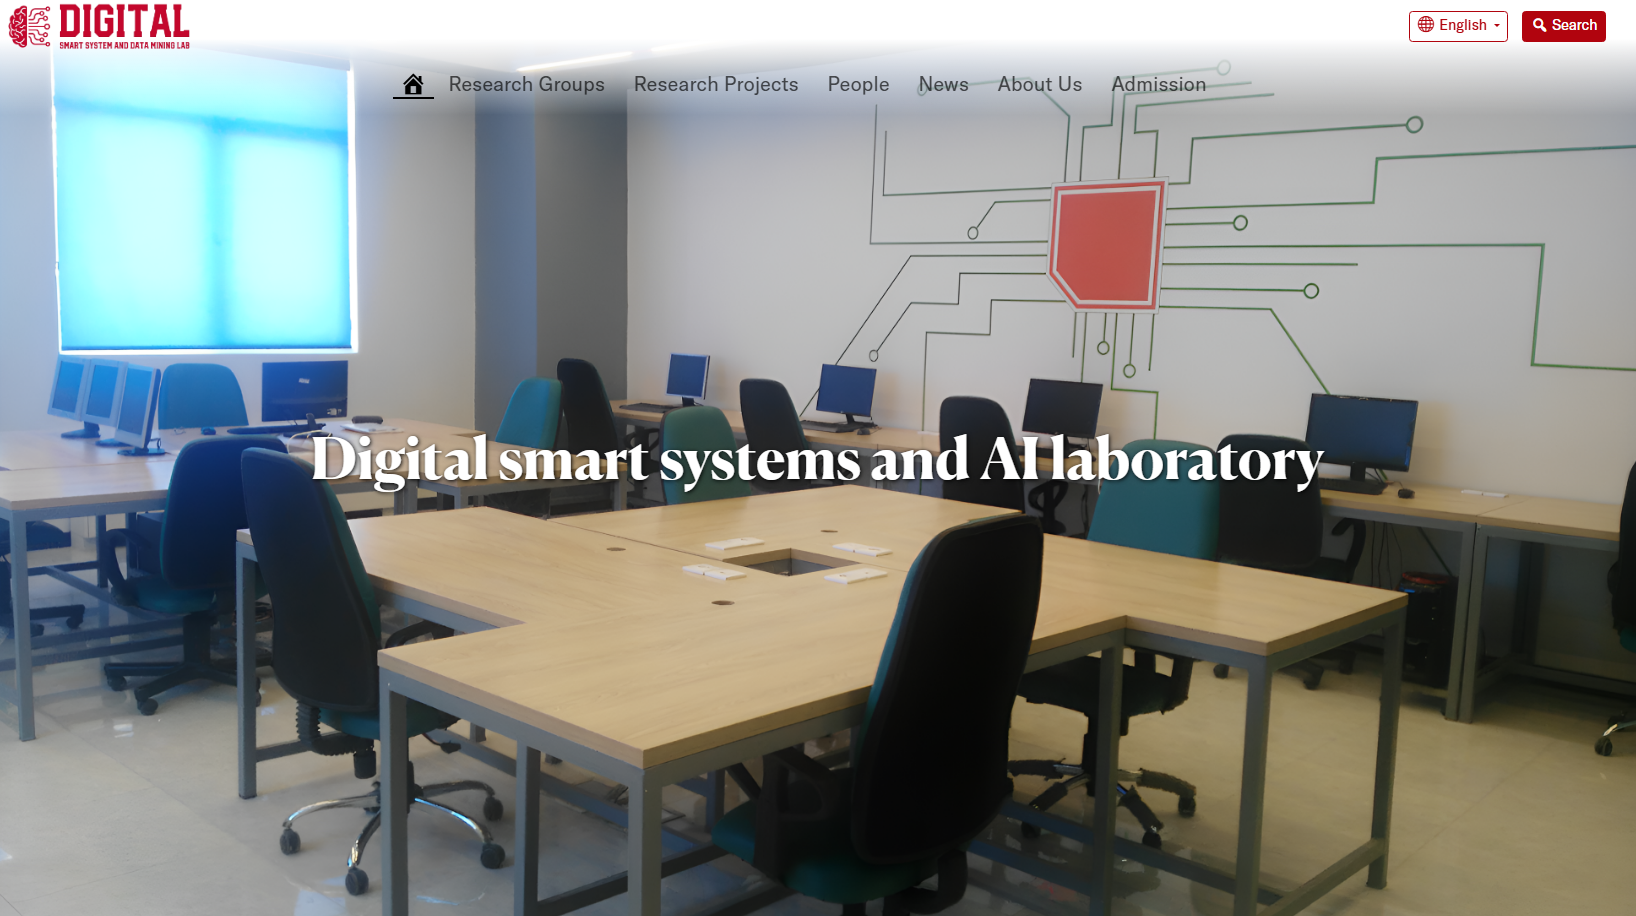 DIGITAL
SMART SYSTEM AND DATA MINING LAB
English
Search
Research Groups
Research Projects
People
News
About Us
Admission
Digital smart systems and AI laboratory